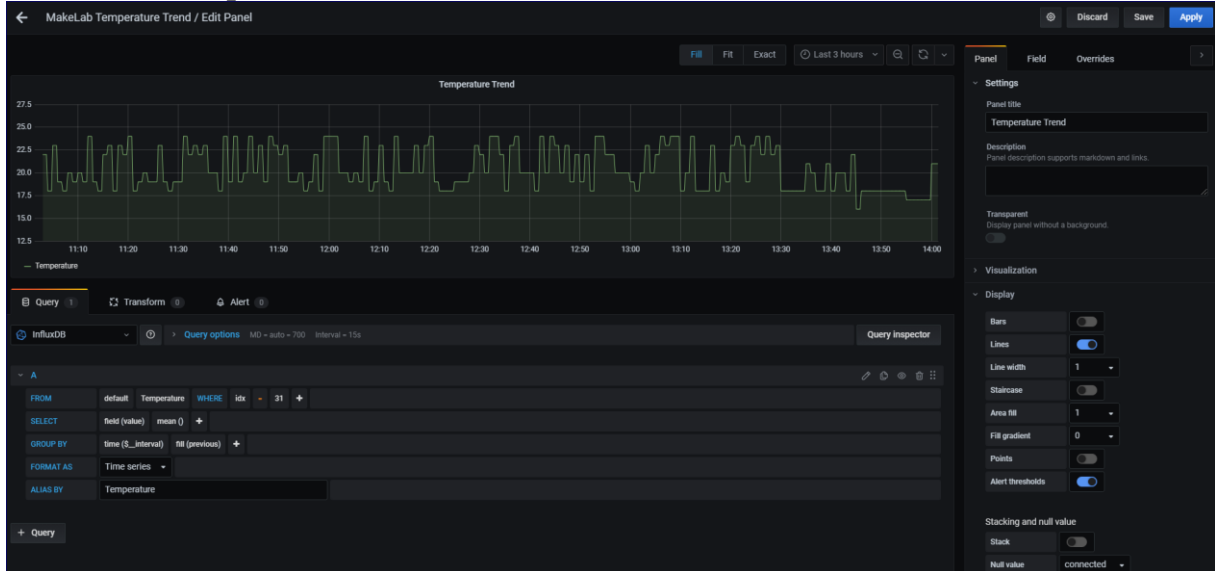 MakeLab Temperature Trend / Edit Panel
Discard Save Apply
Fill Fit Exact Last 3 hours
Temperature Trend
27.5
25.0
22.5
20.0
17.5
15.0
12.5
11:10 11:20 11:30 11:40 11:50 12:00 12:10 12:20 12:30 12:40 12:50 13:00 13:10 13:20 13:30 13:40 13:50 14:00
Temperature
Query 1 Transform 0 Alert 0
InfluxDB Query options MD = auto = 700 Interval = 15s Query inspector
A
FROM default Temperature WHERE idx = 31 +
SELECT field (value) mean () +
GROUP BY time ($__interval) fill (previous) +
FORMAT AS Time series
ALIAS BY Temperature
+ Query
Panel Field Overrides
Settings
Panel title
Temperature Trend
Description
Panel description supports markdown and links.
Transparent
Display panel without a background.
Visualization
Display
Bars
Lines
Line width 1
Staircase
Area fill 1
Fill gradient 0
Points
Alert thresholds
Stacking and null value
Stack
Null value connected